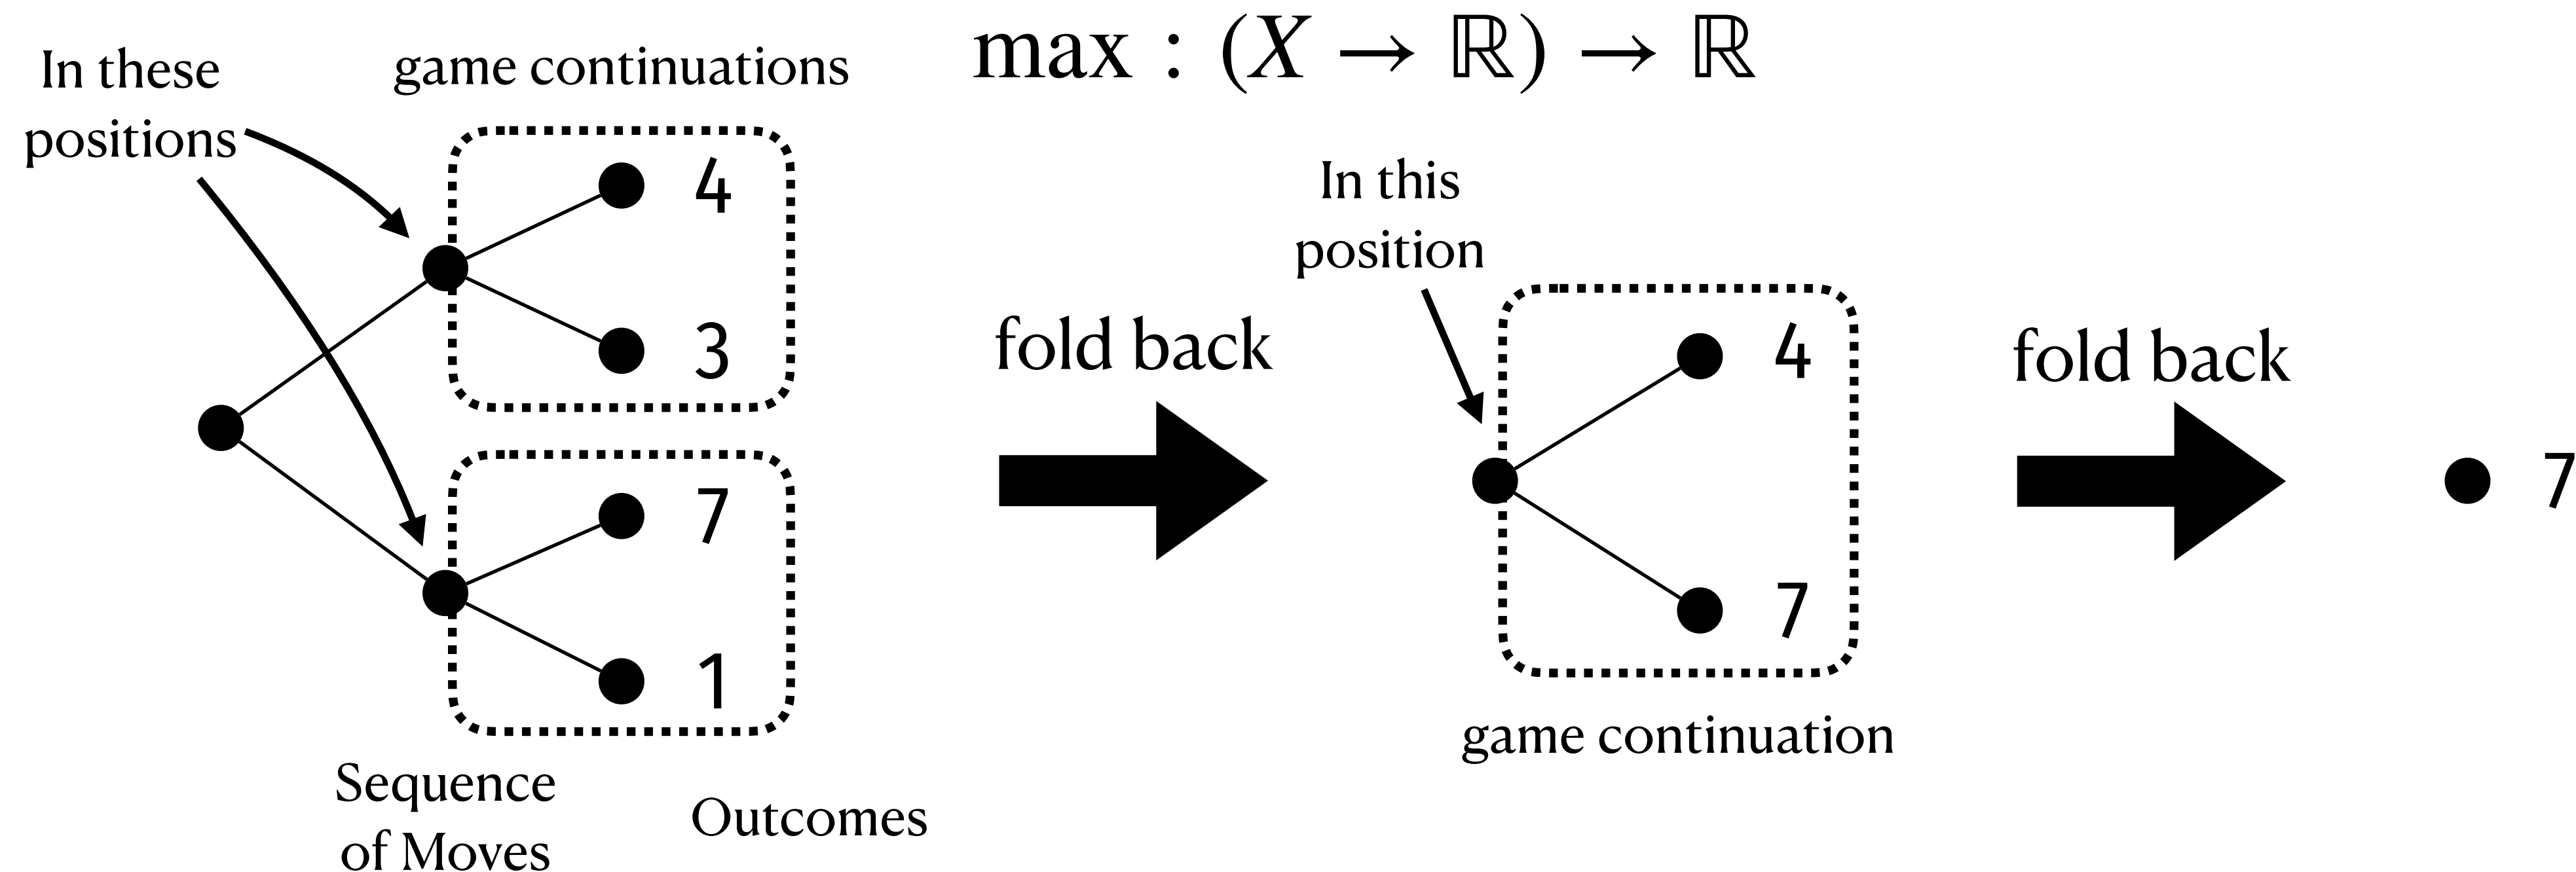 In these
positions
game continuations
max : (X → ℝ) → ℝ
4
3
7
1
Sequence
of Moves
Outcomes
fold back
In this
position
4
7
game continuation
fold back
7